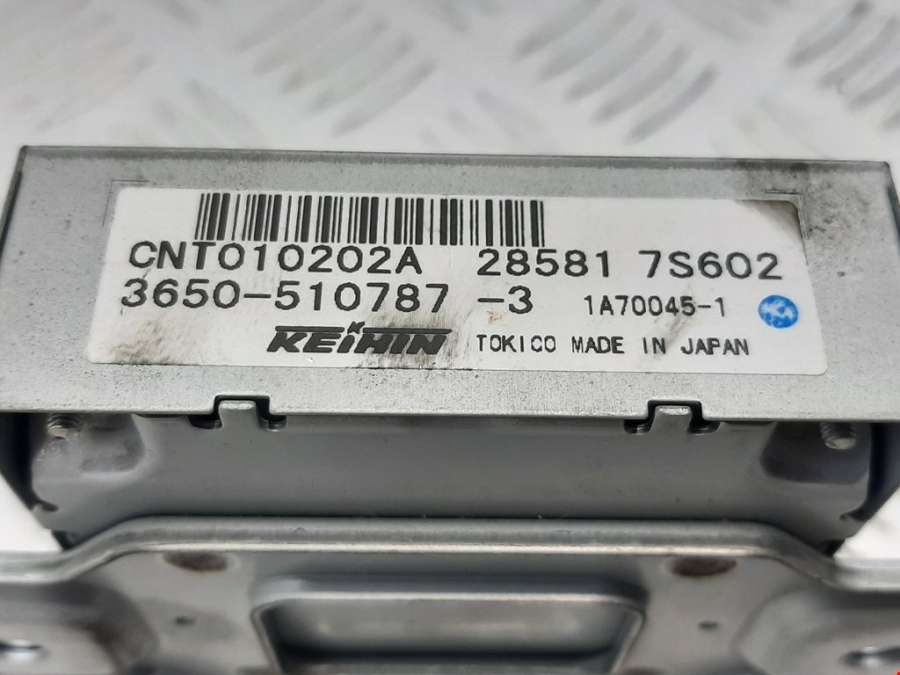 CNT010202A 28581 7S602
3650-510787 -3 1A70045-1
KEIHIN TOKICO MADE IN JAPAN